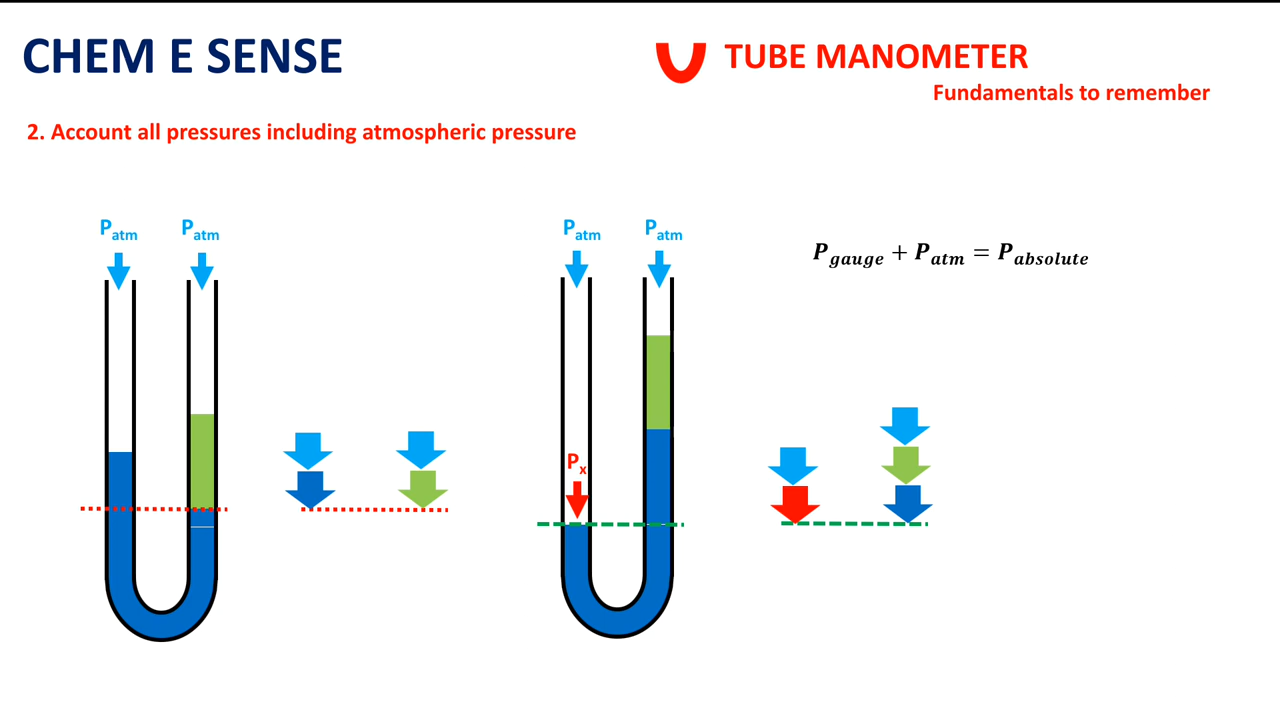 CHEM E SENSE
TUBE MANOMETER
Fundamentals to remember
2. Account all pressures including atmospheric pressure
Patm Patm
Patm Patm
Pgauge + Patm = Pabsolute
Px